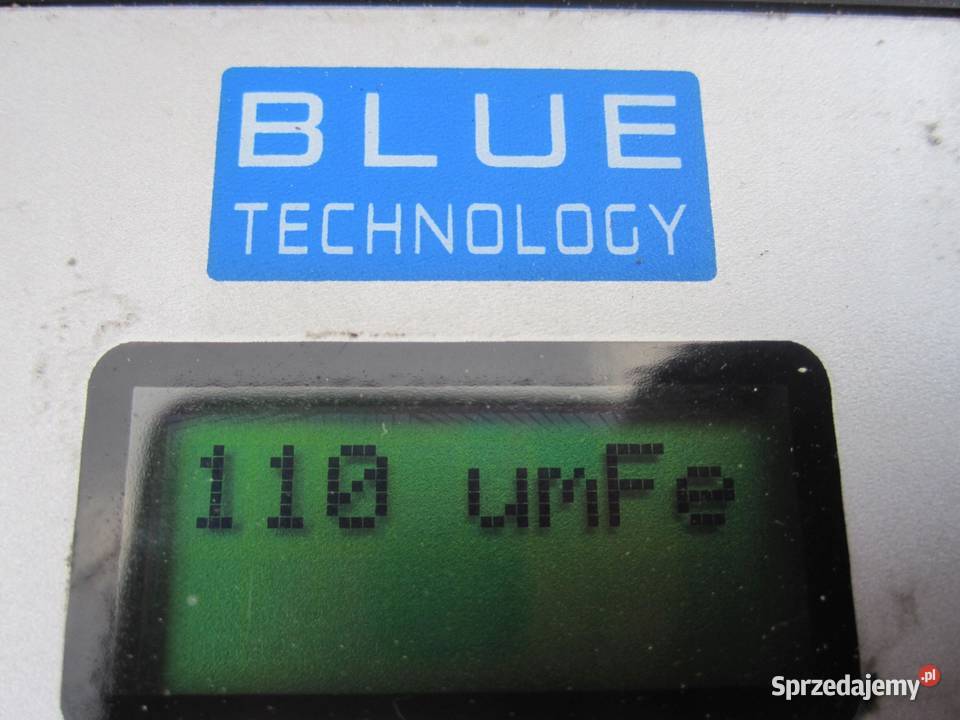 BLUE
TECHNOLOGY
110 umFe
Sprzedajemy.pl